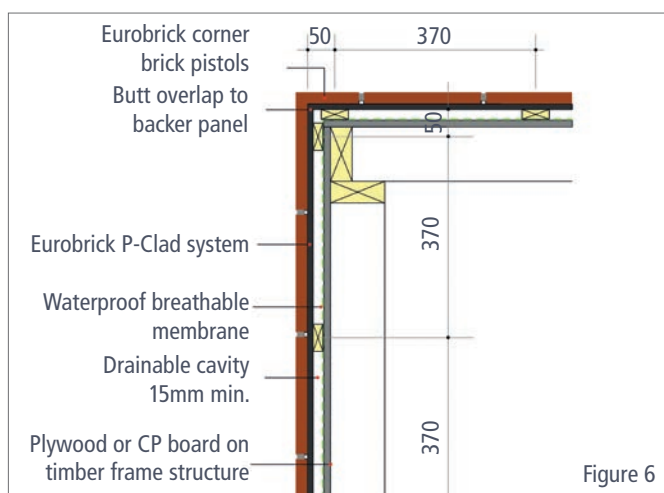 Eurobrick corner
brick pistols
50
370
Butt overlap to
backer panel
50
Eurobrick P-Clad system
370
Waterproof breathable
membrane
Drainable cavity
15mm min.
370
Plywood or CP board on
timber frame structure
Figure 6